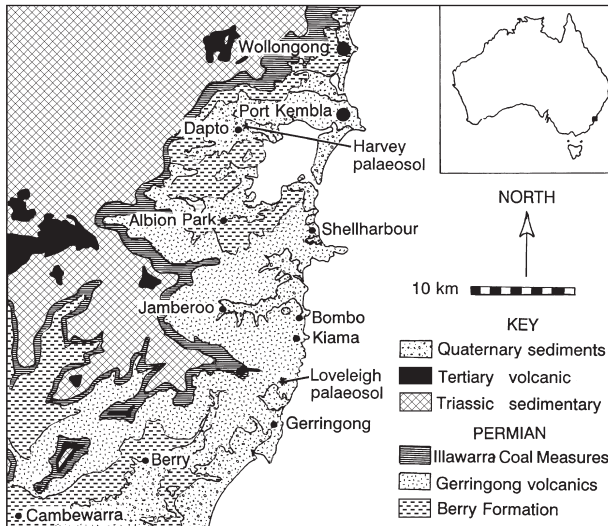 Wollongong
Port Kembla
Dapto
Harvey
palaeosol
Albion Park
Shellharbour
Jamberoo
Bombo
Kiama
Loveleigh
palaeosol
Gerringong
Berry
Cambewarra
NORTH
10 km
KEY
Quaternary sediments
Tertiary volcanic
Triassic sedimentary
PERMIAN
Illawarra Coal Measures
Gerringong volcanics
Berry Formation